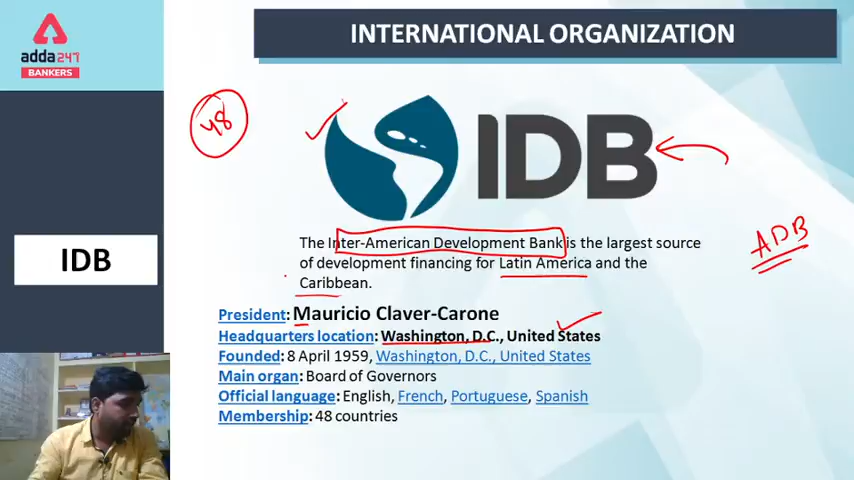 INTERNATIONAL ORGANIZATION
adda247
BANKERS
48
IDB
ADB
The Inter-American Development Bank is the largest source
of development financing for Latin America and the
Caribbean.
IDB
President: Mauricio Claver-Carone
Headquarters location: Washington, D.C., United States
Founded: 8 April 1959, Washington, D.C., United States
Main organ: Board of Governors
Official language: English, French, Portuguese, Spanish
Membership: 48 countries